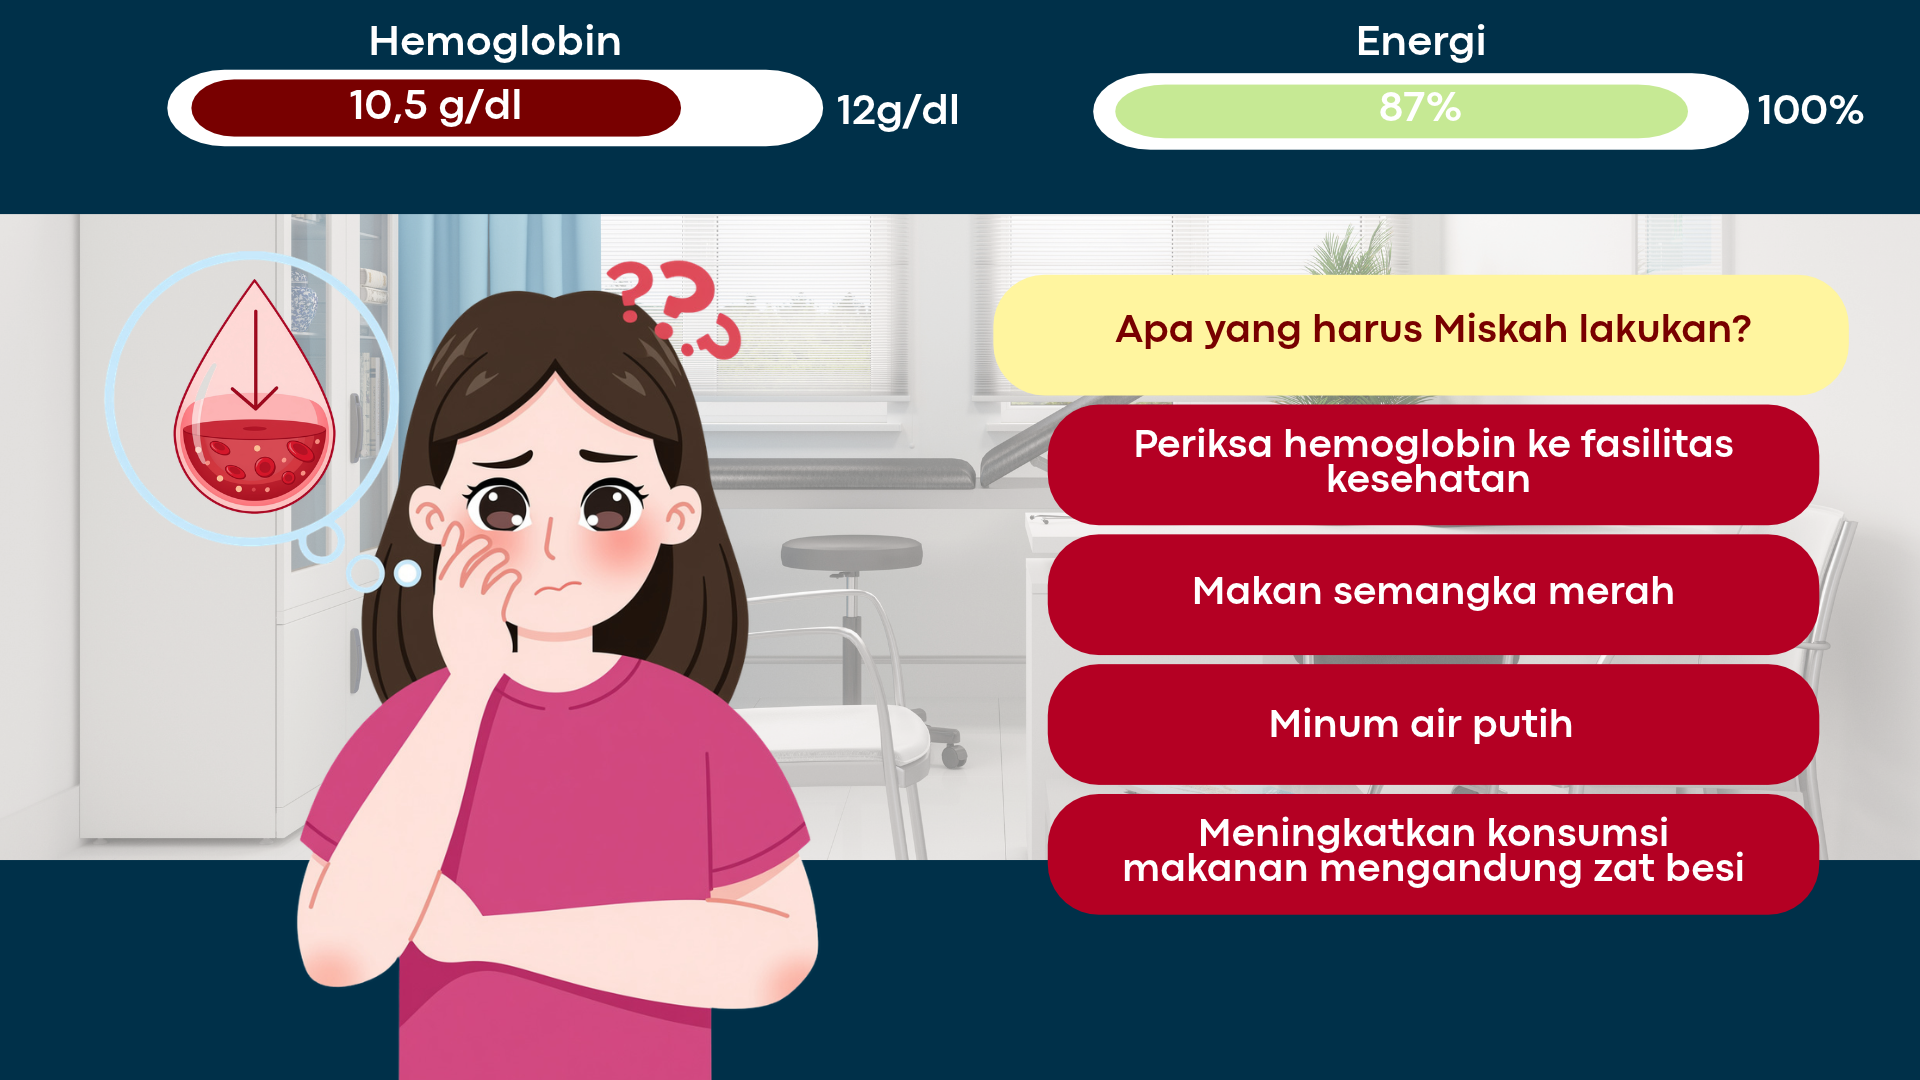 Hemoglobin
10,5 g/dl
12g/dl
Energi
87%
100%
??
?
Apa yang harus Miskah lakukan?
Periksa hemoglobin ke fasilitas
kesehatan
Makan semangka merah
Minum air putih
Meningkatkan konsumsi
makanan mengandung zat besi